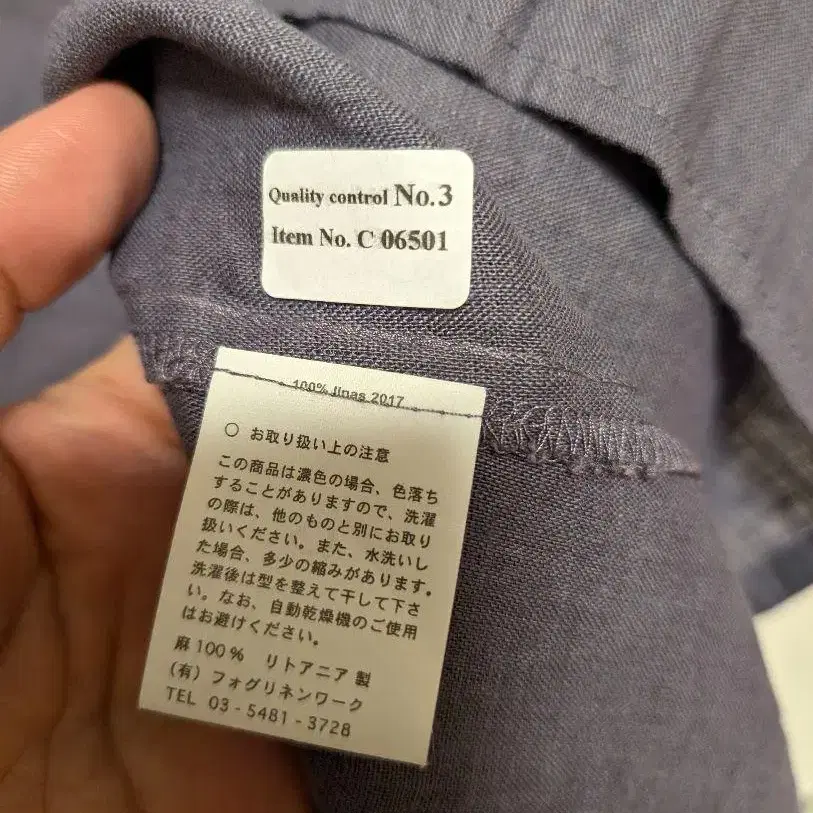 Quality control No.3
Item No. C 06501
100% linas 2017
○ お取り扱い上の注意
この商品は濃色の場合、色落ち
することがありますので、洗濯
の際は、他のものと別にお取り
扱いください。また、水洗いし
た場合、多少の縮みがあります。
洗濯後は型を整えて干して下さ
い。なお、自動乾燥機のご使用
はお避けください。
麻100％ リトアニア製
(有) フォグリネンワーク
TEL 03-5481-3728